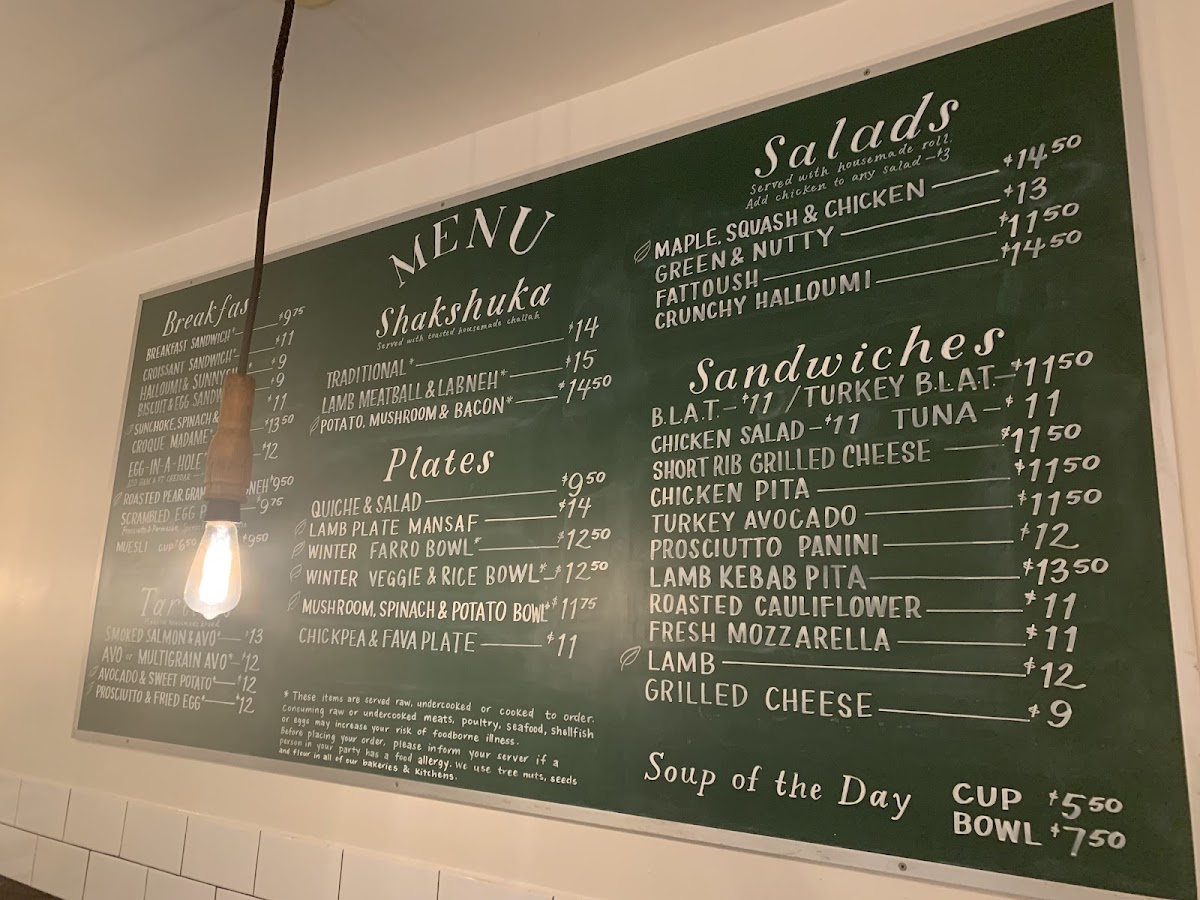 MENU
Breakfas
BREAKFAST SANDWICH* $9.75
CROISSANT SANDWICH* $11
HALLOUMI & SUNNY $9
BISCUIT & EGG SANDW $9
SUNCHOKE, SPINACH & $11
CROQUE MADAME $13.50
EGG-IN-A-HOLE* $12
ROASTED PEAR, GRAN NEH $9.50
SCRAMBLED EGG P $9.75
MUESLI CUP $6.50 $9.50
Tar
SMOKED SALMON & AVO* $13
AVO or MULTIGRAIN AVO* $12
AVOCADO & SWEET POTATO* $12
PROSCIUTTO & FRIED EGG* $12
Shakshuka
Served with toasted housemade challah
TRADITIONAL* $14
LAMB MEATBALL & LABNEH* $15
POTATO, MUSHROOM & BACON* $14.50
Plates
QUICHE & SALAD $9.50
LAMB PLATE MANSAF $14
WINTER FARRO BOWL* $12.50
WINTER VEGGIE & RICE BOWL* $12.50
MUSHROOM, SPINACH & POTATO BOWL* $11.75
CHICKPEA & FAVA PLATE $11
* These items are served raw, undercooked or cooked to order.
Consuming raw or undercooked meats, poultry, seafood, shellfish
or eggs may increase your risk of foodborne illness.
Before placing your order, please inform your server if a
person in your party has a food allergy. We use tree nuts, seeds
and flour in all of our bakeries & kitchens.
Salads
Served with housemade roll.
Add chicken to any salad - $3
MAPLE, SQUASH & CHICKEN $14.50
GREEN & NUTTY $13
FATTOUSH $11.50
CRUNCHY HALLOUMI $14.50
Sandwiches
B.L.A.T. - $11 / TURKEY B.L.A.T. $11.50
CHICKEN SALAD - $11 TUNA - $11
SHORT RIB GRILLED CHEESE $11.50
CHICKEN PITA $11.50
TURKEY AVOCADO $11.50
PROSCIUTTO PANINI $12
LAMB KEBAB PITA $13.50
ROASTED CAULIFLOWER $11
FRESH MOZZARELLA $11
LAMB $12
GRILLED CHEESE $9
Soup of the Day
CUP $5.50
BOWL $7.50